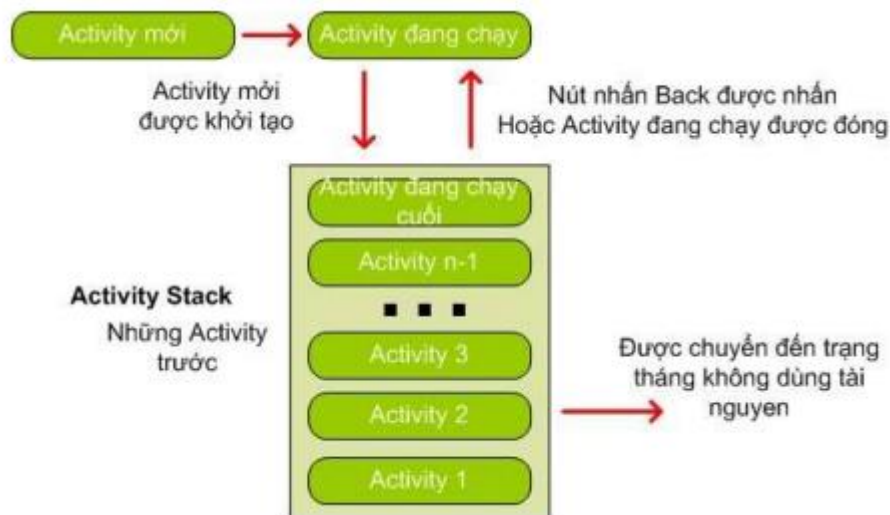 Activity mới
Activity đang chạy
Activity mởi
được khởi tạo
Nút nhấn Back được nhấn
Hoặc Activity đang chạy được đóng
Activity đang chạy
cuối
Activity n-1
Activity Stack
Những Activity
trước
Activity 3
Activity 2
Activity 1
Được chuyển đến trạng
tháng không dùng tài
nguyen